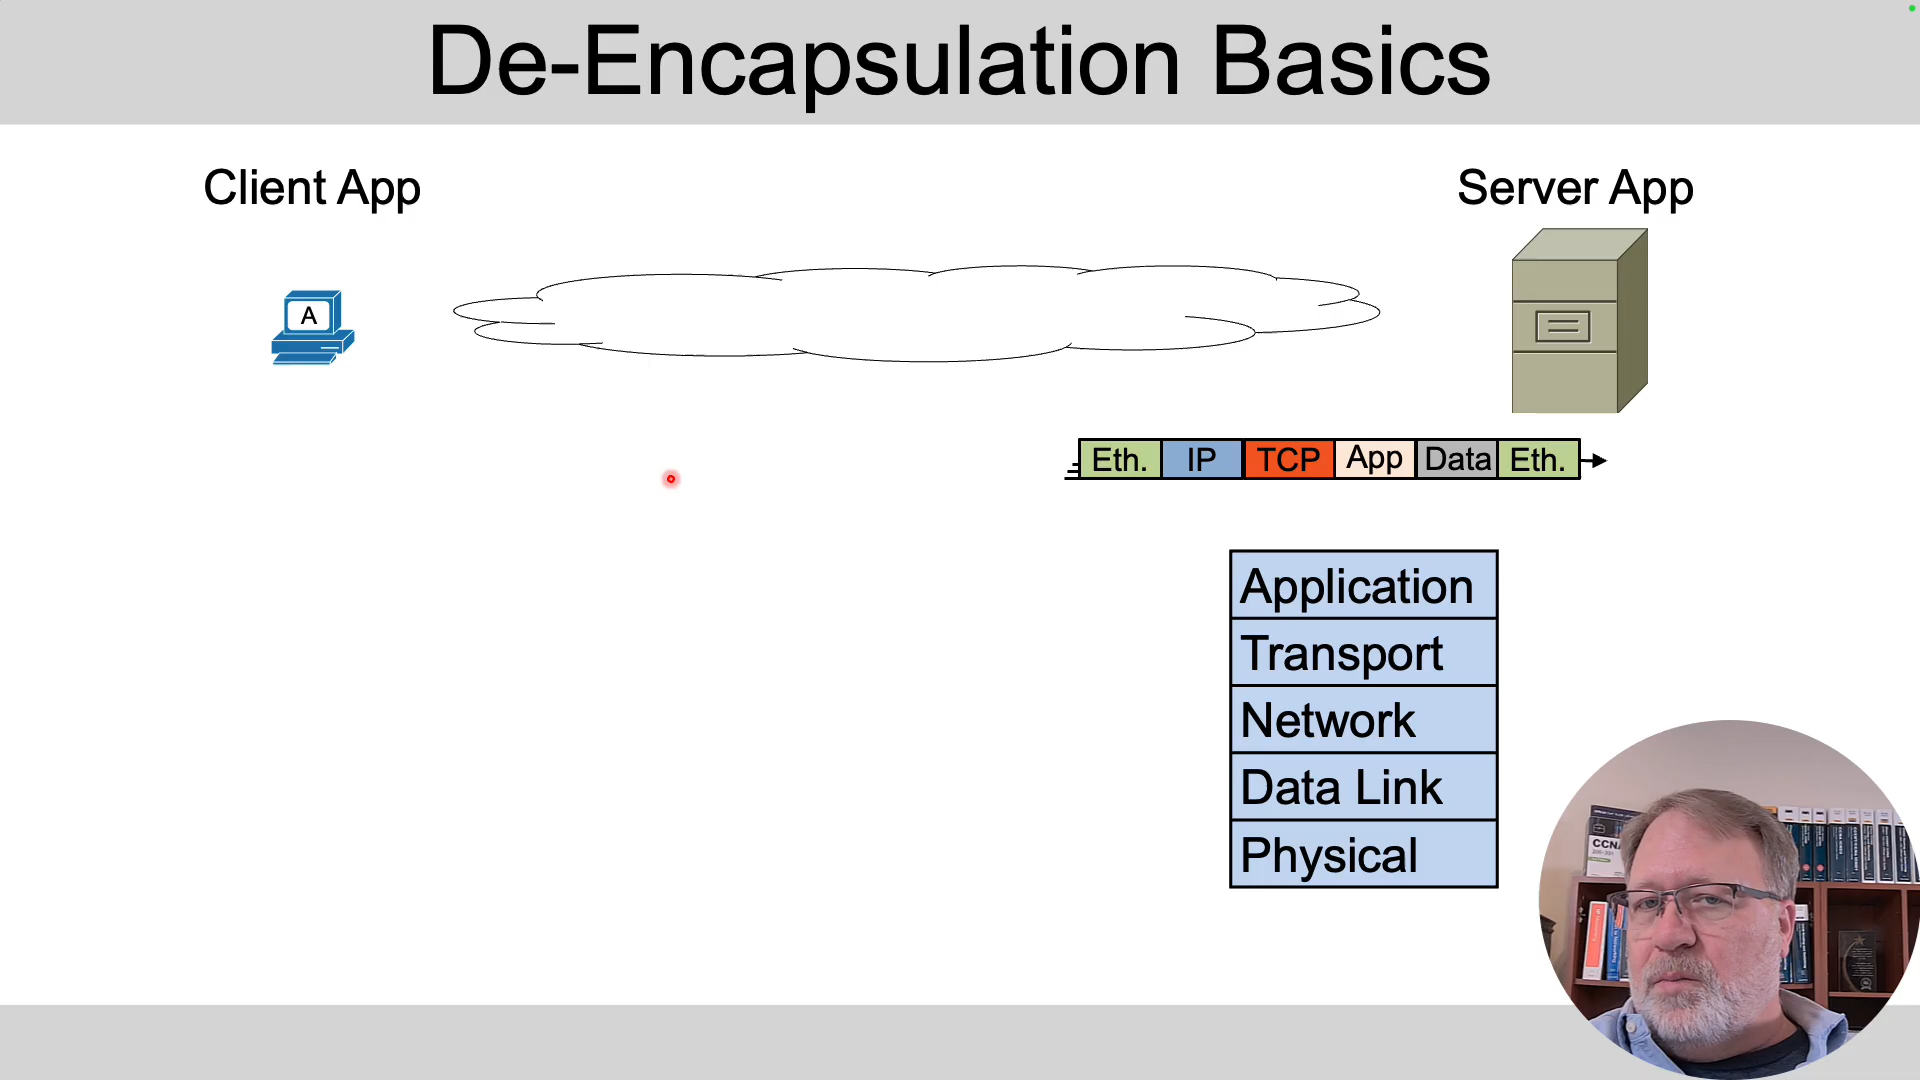 De-Encapsulation Basics
Client App
Server App
A
Eth. IP TCP App Data Eth.
Application
Transport
Network
Data Link
Physical
CCNA